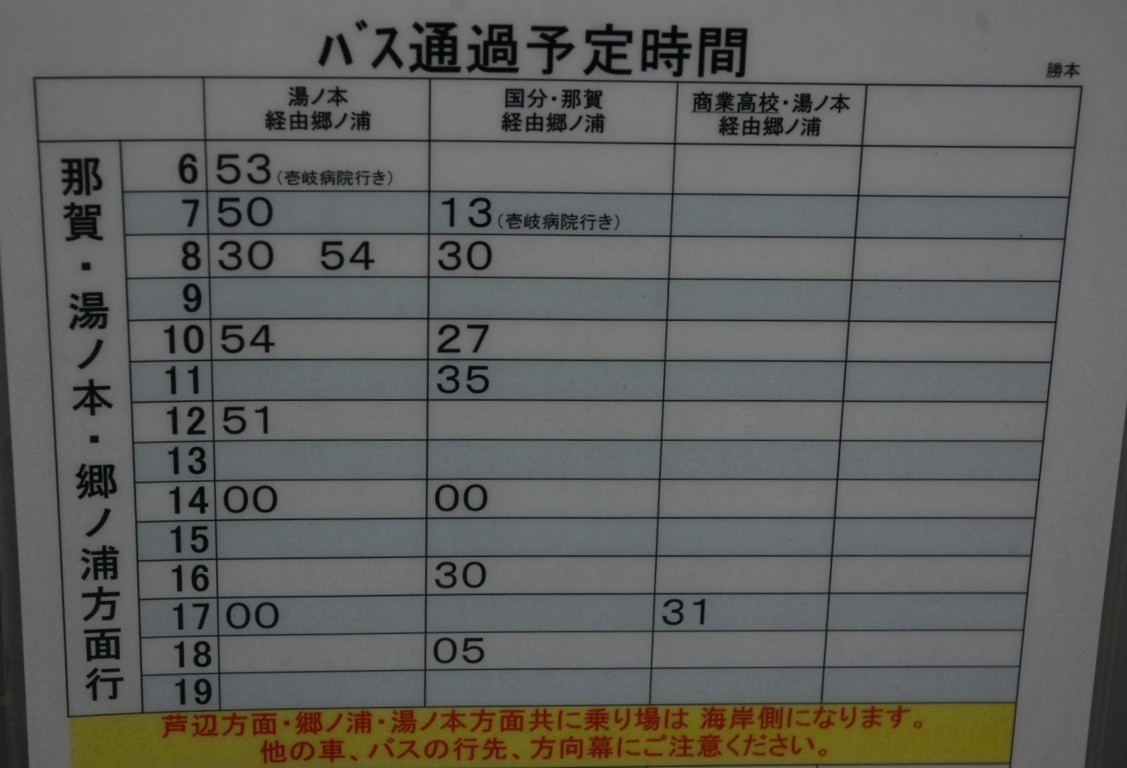 バス通過予定時間
勝本
湯ノ本
経由郷ノ浦
国分・那賀
経由郷ノ浦
商業高校・湯ノ本
経由郷ノ浦
那賀・湯ノ本・郷ノ浦方面行
6 53(壱岐病院行き)
7 50 13(壱岐病院行き)
8 30 54 30
9
10 54 27
11 35
12 51
13
14 00 00
15
16 30
17 00 31
18 05
19
芦辺方面・郷ノ浦・湯ノ本方面共に乗り場は 海岸側になります。
他の車、バスの行先、方向幕にご注意ください。